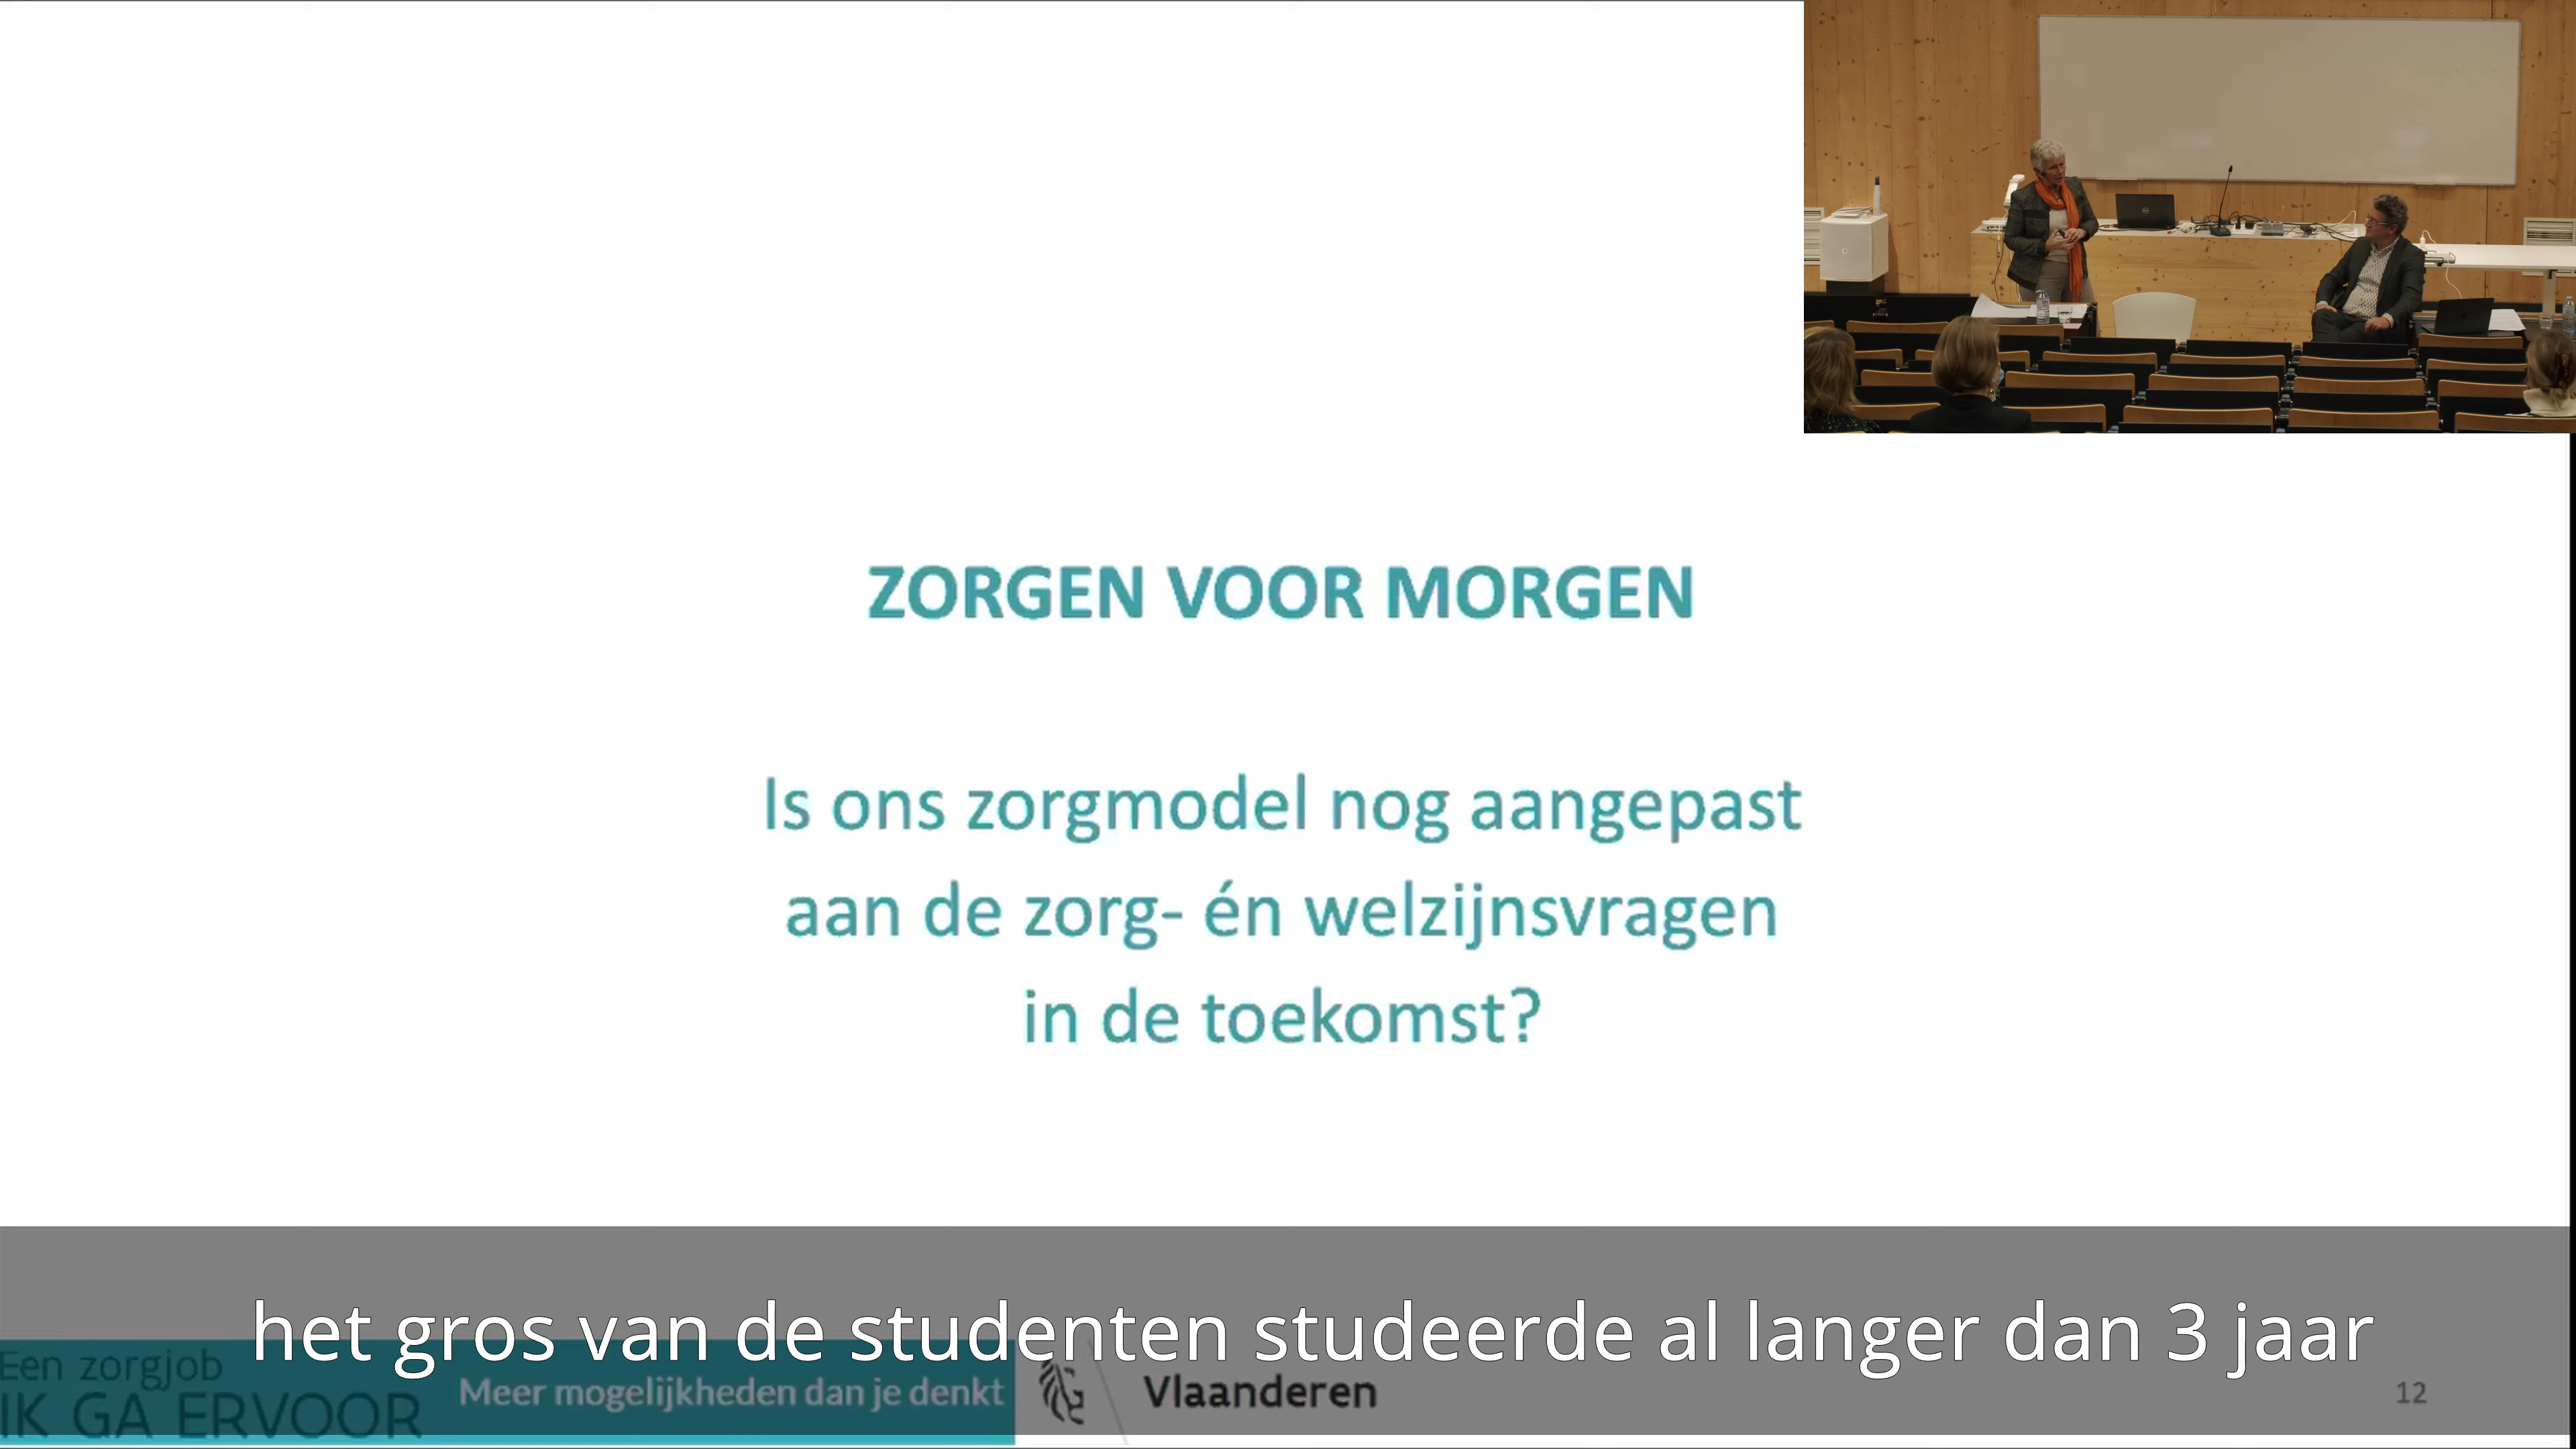 ZORGEN VOOR MORGEN
Is ons zorgmodel nog aangepast
aan de zorg- én welzijnsvragen
in de toekomst?
het gros van de studenten studeerde al langer dan 3 jaar
Een zorgjob
IK GA ERVOOR
Meer mogelijkheden dan je denkt
Vlaanderen
12